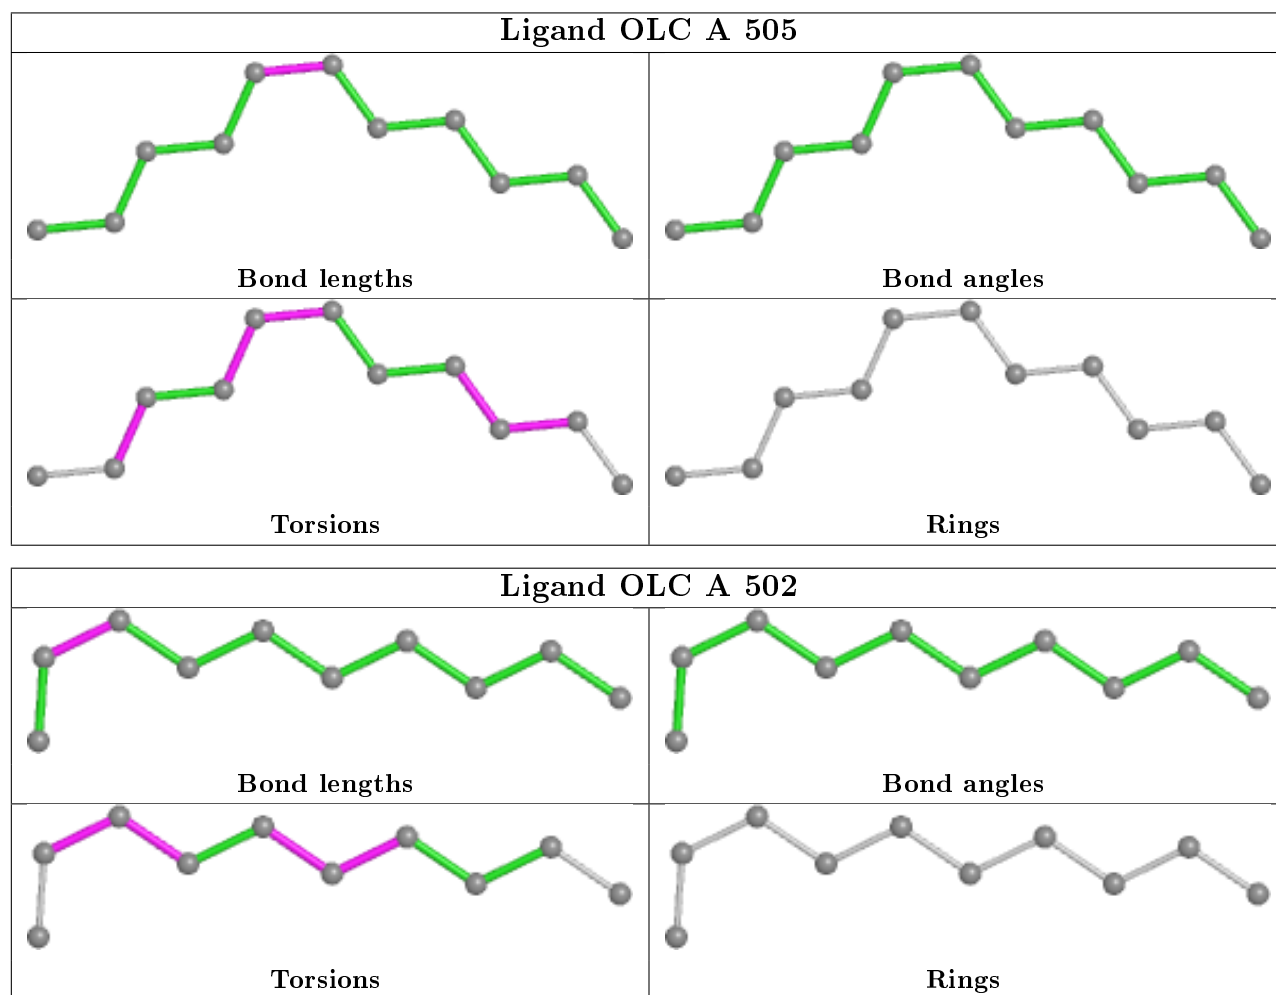 Ligand OLC A 505
Bond lengths
Bond angles
Torsions
Rings
Ligand OLC A 502
Bond lengths
Bond angles
Torsions
Rings